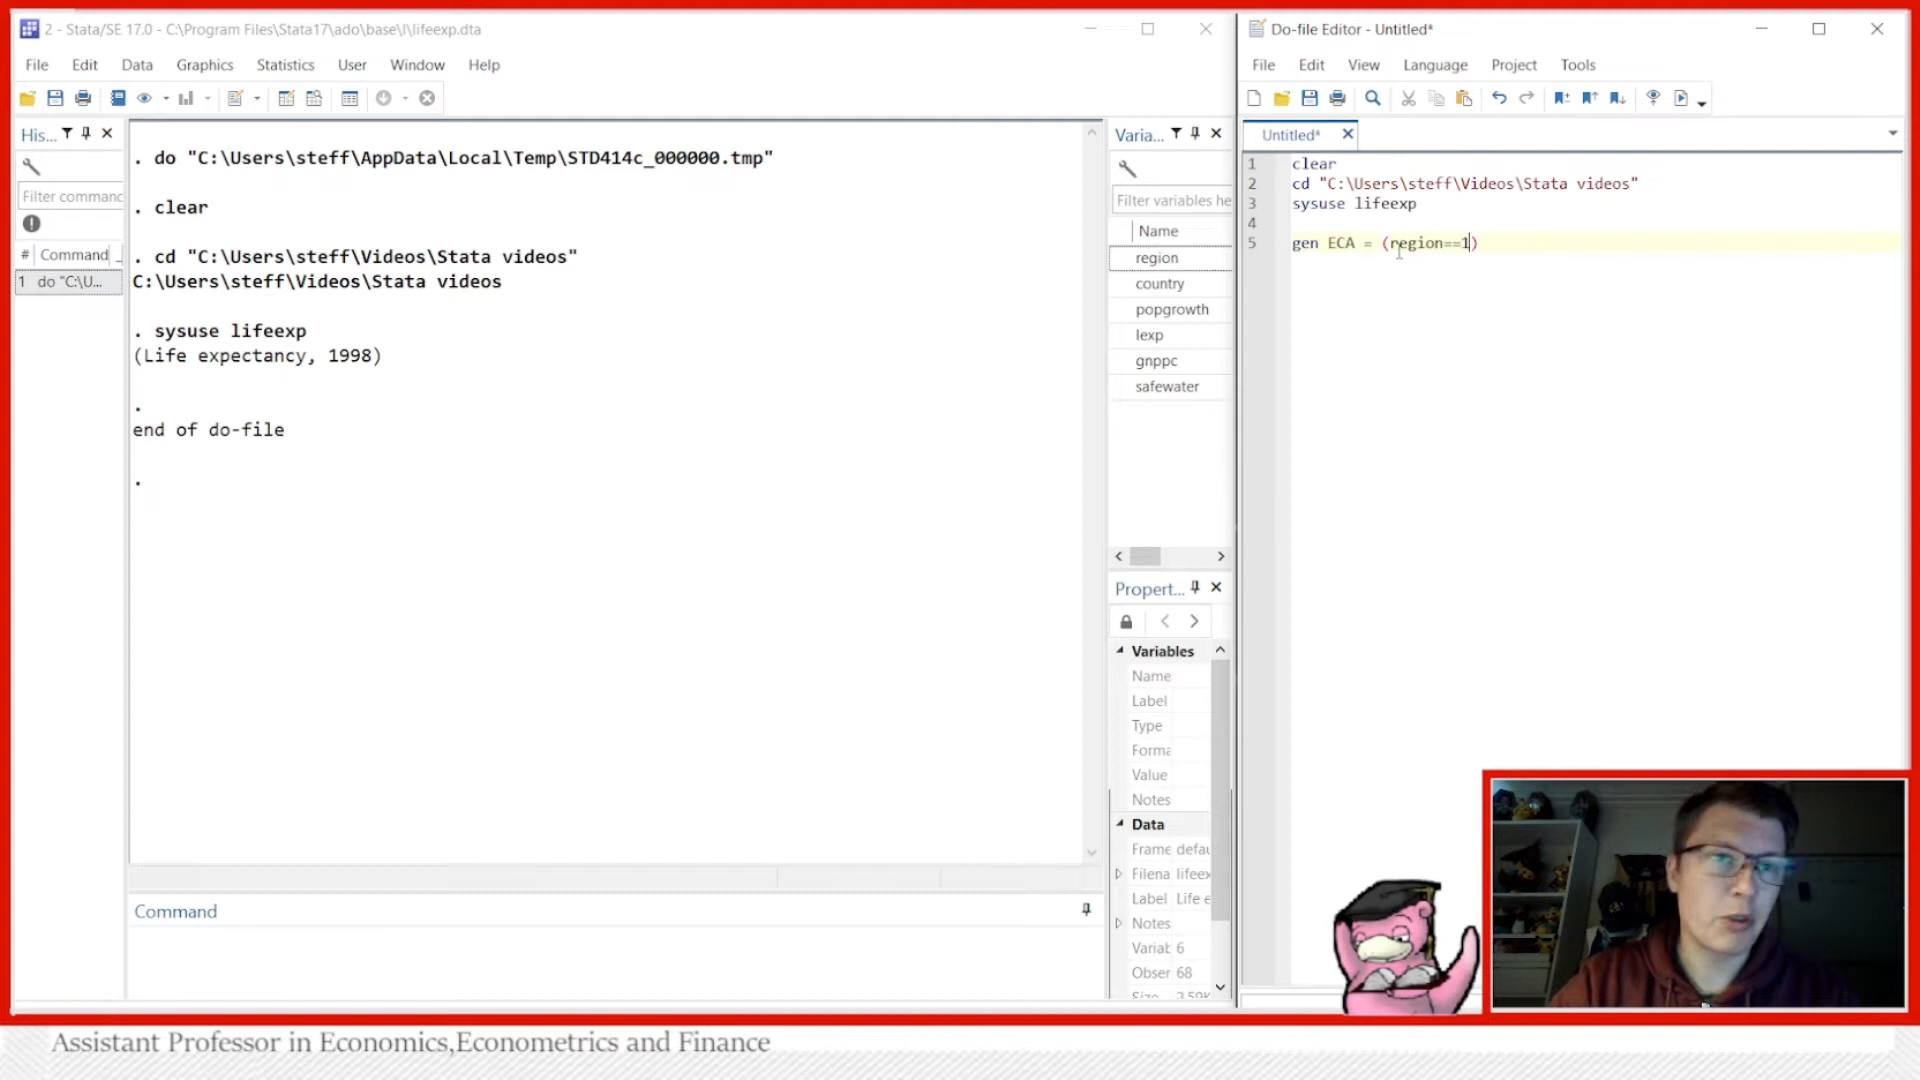 2 - Stata/SE 17.0 - C:\Program Files\Stata17\ado\base\l\lifeexp.dta
File Edit Data Graphics Statistics User Window Help
His...
Filter command
# Command
1 do "C:\U...
. do "C:\Users\steff\AppData\Local\Temp\STD414c_000000.tmp"
. clear
. cd "C:\Users\steff\Videos\Stata videos"
C:\Users\steff\Videos\Stata videos
. sysuse lifeexp
(Life expectancy, 1998)
.
end of do-file
.
Command
Varia...
Filter variables he
Name
region
country
popgrowth
lexp
gnppc
safewater
Propert...
Variables
Name
Label
Type
Forma
Value
Notes
Data
Frame defau
Filena lifeex
Label Life e
Notes
Variab 6
Obser 68
Size 3.59K
Do-file Editor - Untitled*
File Edit View Language Project Tools
Untitled*
1 clear
2 cd "C:\Users\steff\Videos\Stata videos"
3 sysuse lifeexp
4
5 gen ECA = (region==1)
Assistant Professor in Economics,Econometrics and Finance